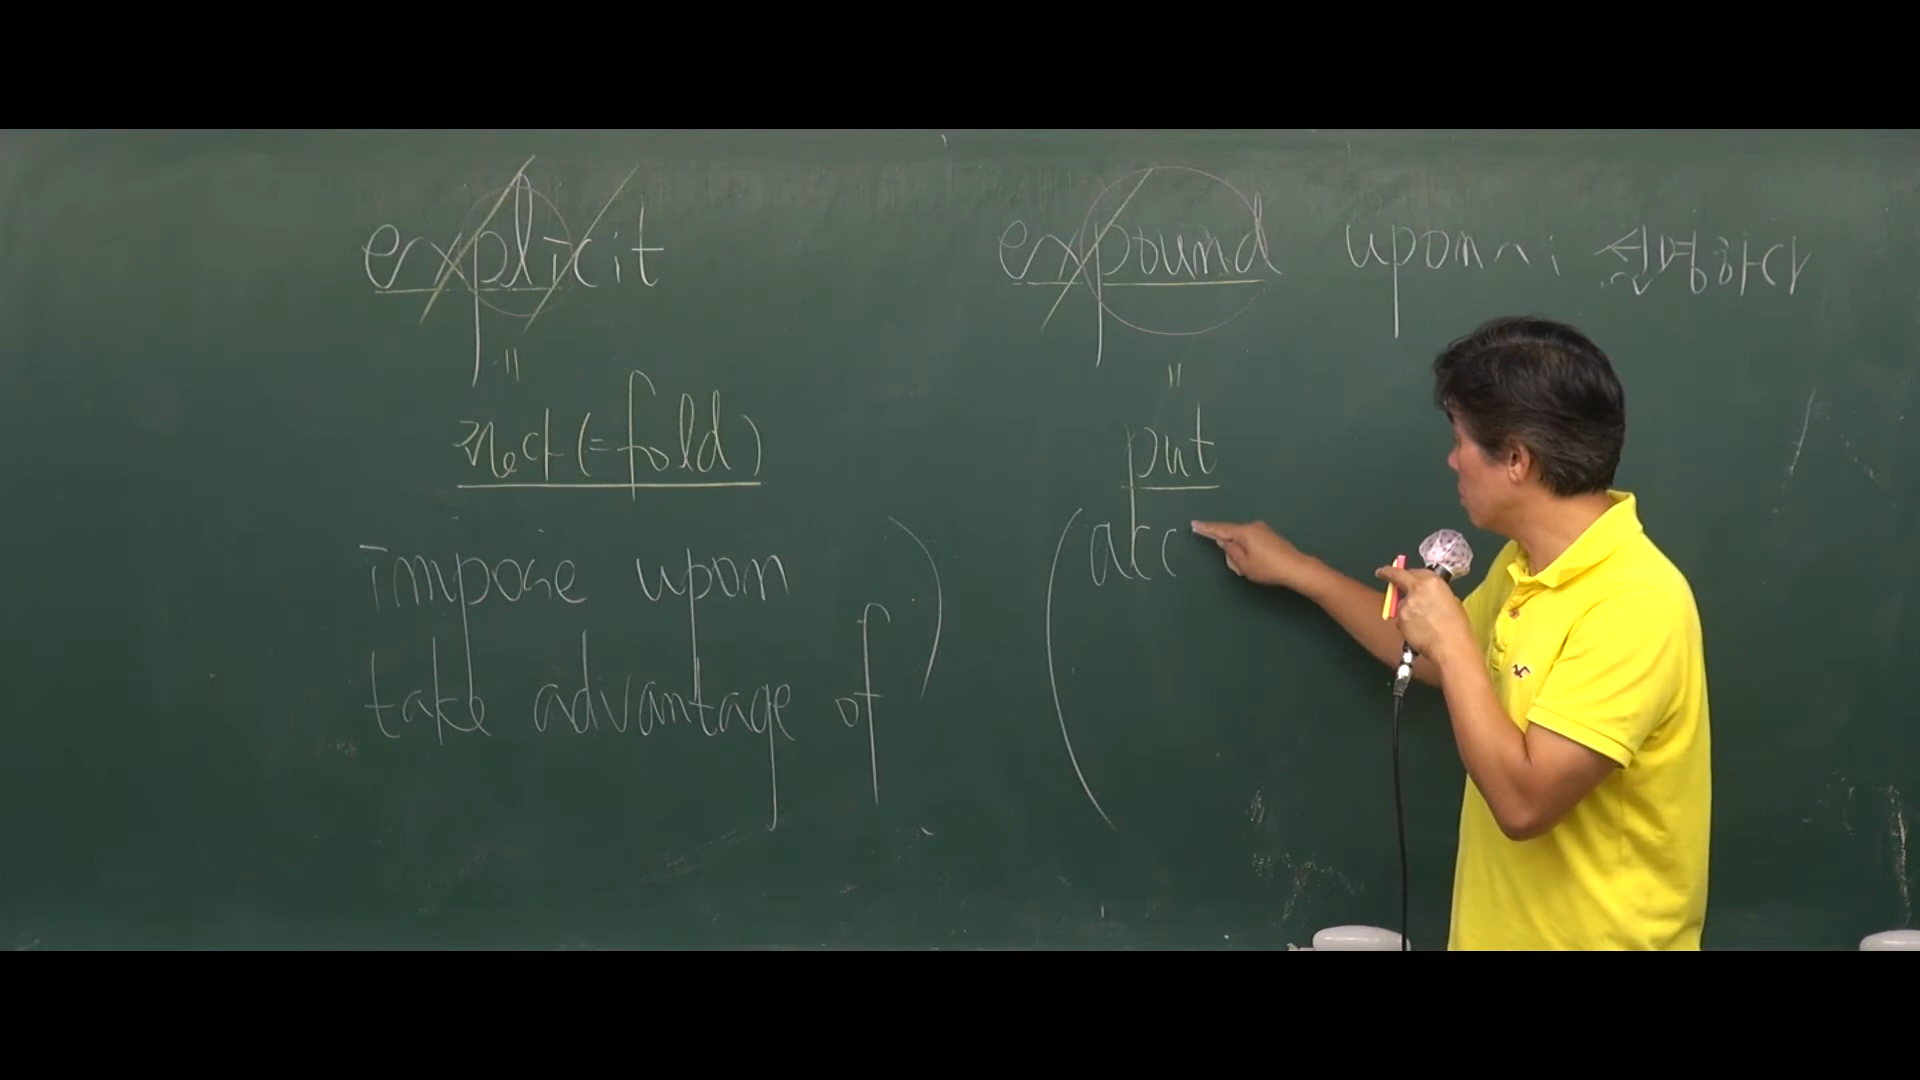 explicit
expound upon ~ ; 설명하다
접다 (= fold)
put
impose upon
take advantage of
acc